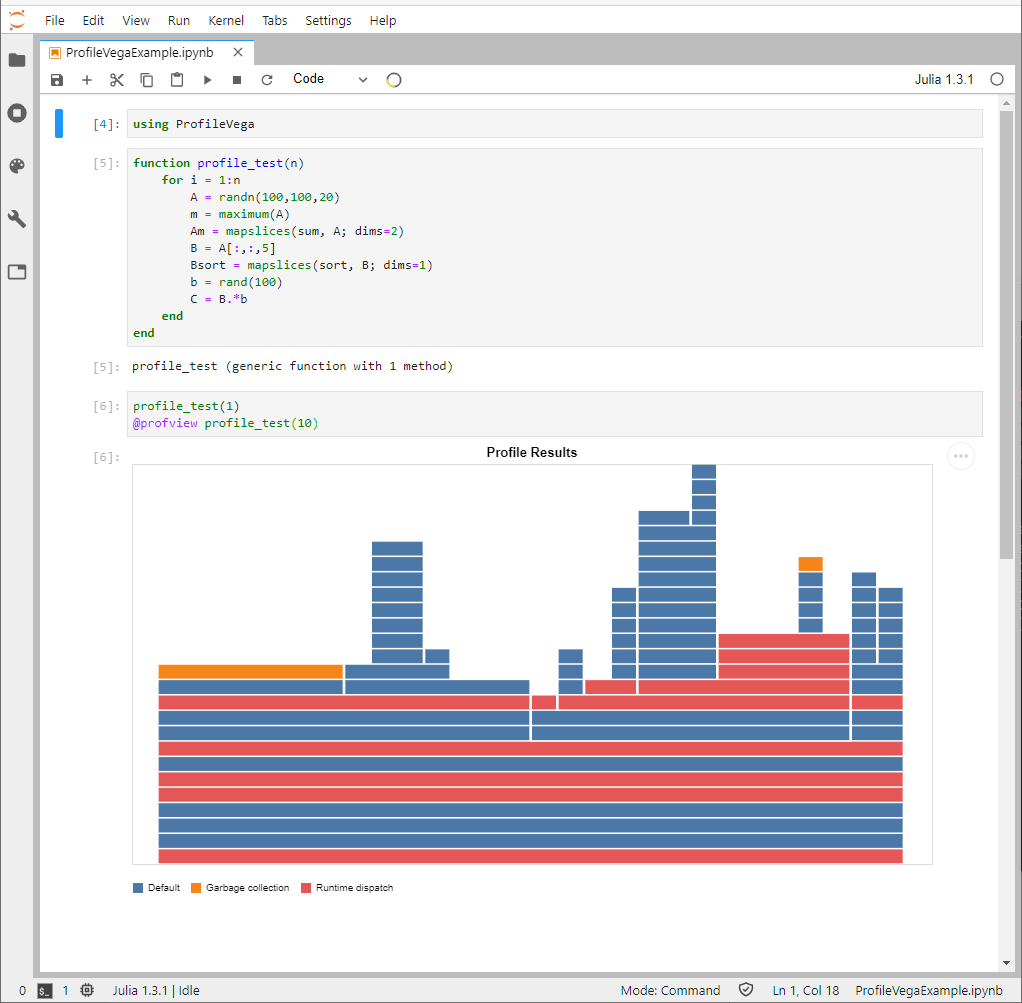 File Edit View Run Kernel Tabs Settings Help
ProfileVegaExample.ipynb
Code
Julia 1.3.1
[4]: using ProfileVega
[5]: function profile_test(n)
    for i = 1:n
        A = randn(100,100,20)
        m = maximum(A)
        Am = mapslices(sum, A; dims=2)
        B = A[:,:,5]
        Bsort = mapslices(sort, B; dims=1)
        b = rand(100)
        C = B.*b
    end
end
[5]: profile_test (generic function with 1 method)
[6]: profile_test(1)
@profview profile_test(10)
[6]:
Profile Results
Default Garbage collection Runtime dispatch
0 $_ 1 Julia 1.3.1 | Idle Mode: Command Ln 1, Col 18 ProfileVegaExample.ipynb